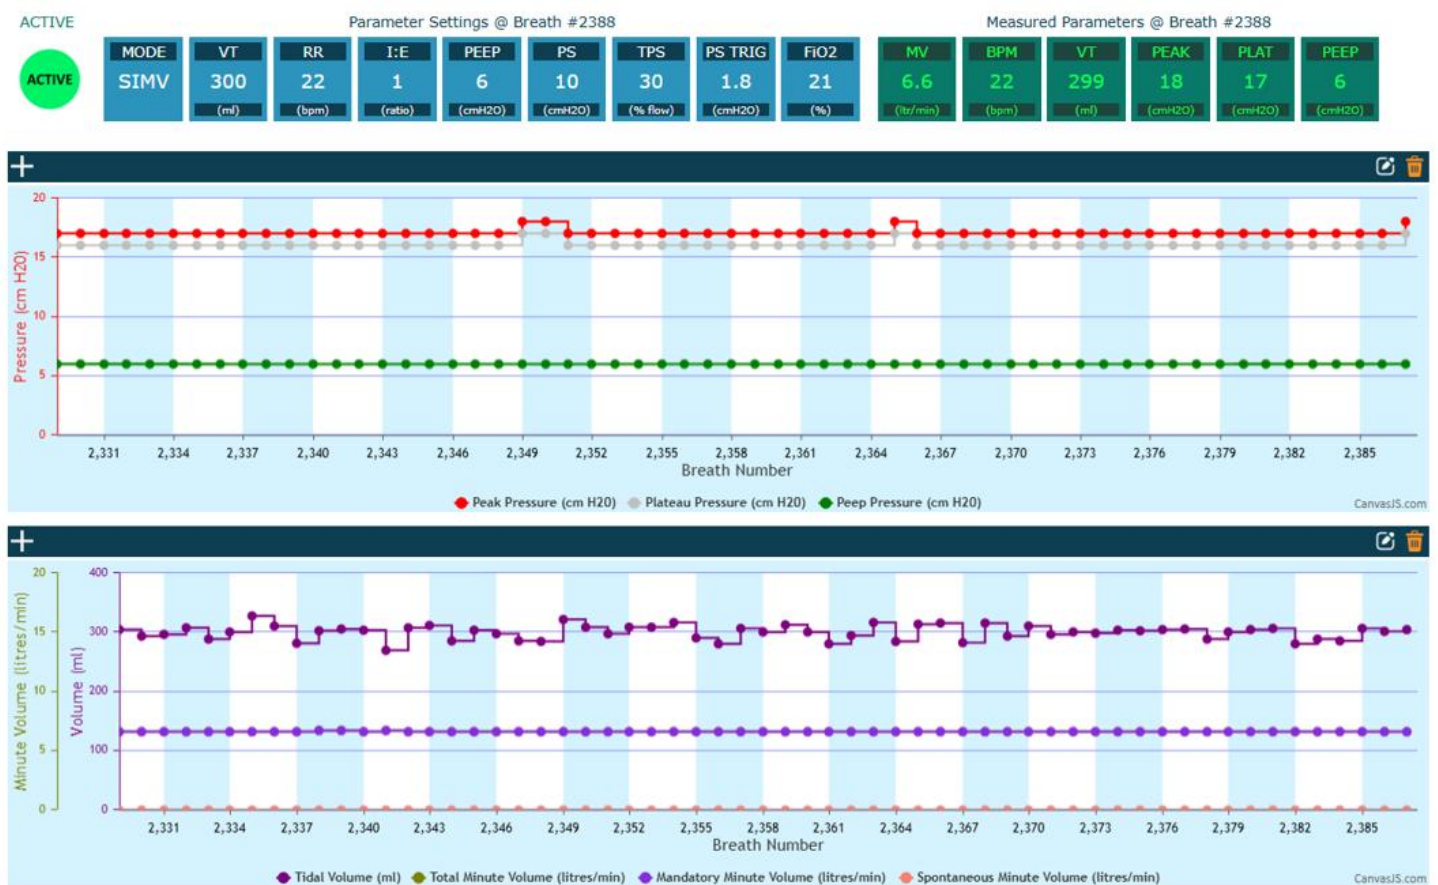 ACTIVE Parameter Settings @ Breath #2388 Measured Parameters @ Breath #2388
MODE VT RR I:E PEEP PS TPS PS TRIG FiO2 MV BPM VT PEAK PLAT PEEP
ACTIVE SIMV 300 22 1 6 10 30 1.8 21 6.6 22 299 18 17 6
(ml) (bpm) (ratio) (cmH2O) (cmH2O) (% flow) (cmH2O) (%) (ltr/min) (bpm) (ml) (cmH2O) (cmH2O) (cmH2O)
20
15
10
5
0
Pressure (cm H20)
2,331 2,334 2,337 2,340 2,343 2,346 2,349 2,352 2,355 2,358 2,361 2,364 2,367 2,370 2,373 2,376 2,379 2,382 2,385
Breath Number
Peak Pressure (cm H20) Plateau Pressure (cm H20) Peep Pressure (cm H20)
CanvasJS.com
20 400
15 300
10 200
5 100
0 0
Minute Volume (litres/min)
Volume (ml)
2,331 2,334 2,337 2,340 2,343 2,346 2,349 2,352 2,355 2,358 2,361 2,364 2,367 2,370 2,373 2,376 2,379 2,382 2,385
Breath Number
Tidal Volume (ml) Total Minute Volume (litres/min) Mandatory Minute Volume (litres/min) Spontaneous Minute Volume (litres/min)
CanvasJS.com